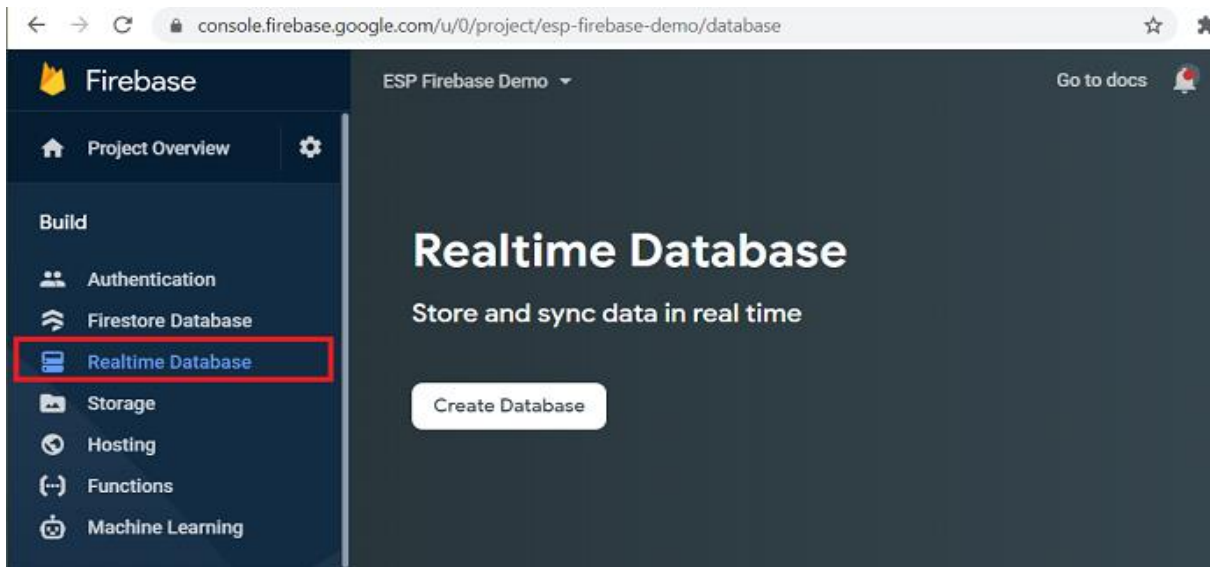 console.firebase.google.com/u/0/project/esp-firebase-demo/database
Firebase
ESP Firebase Demo
Go to docs
Project Overview
Build
Authentication
Firestore Database
Realtime Database
Storage
Hosting
Functions
Machine Learning
Realtime Database
Store and sync data in real time
Create Database